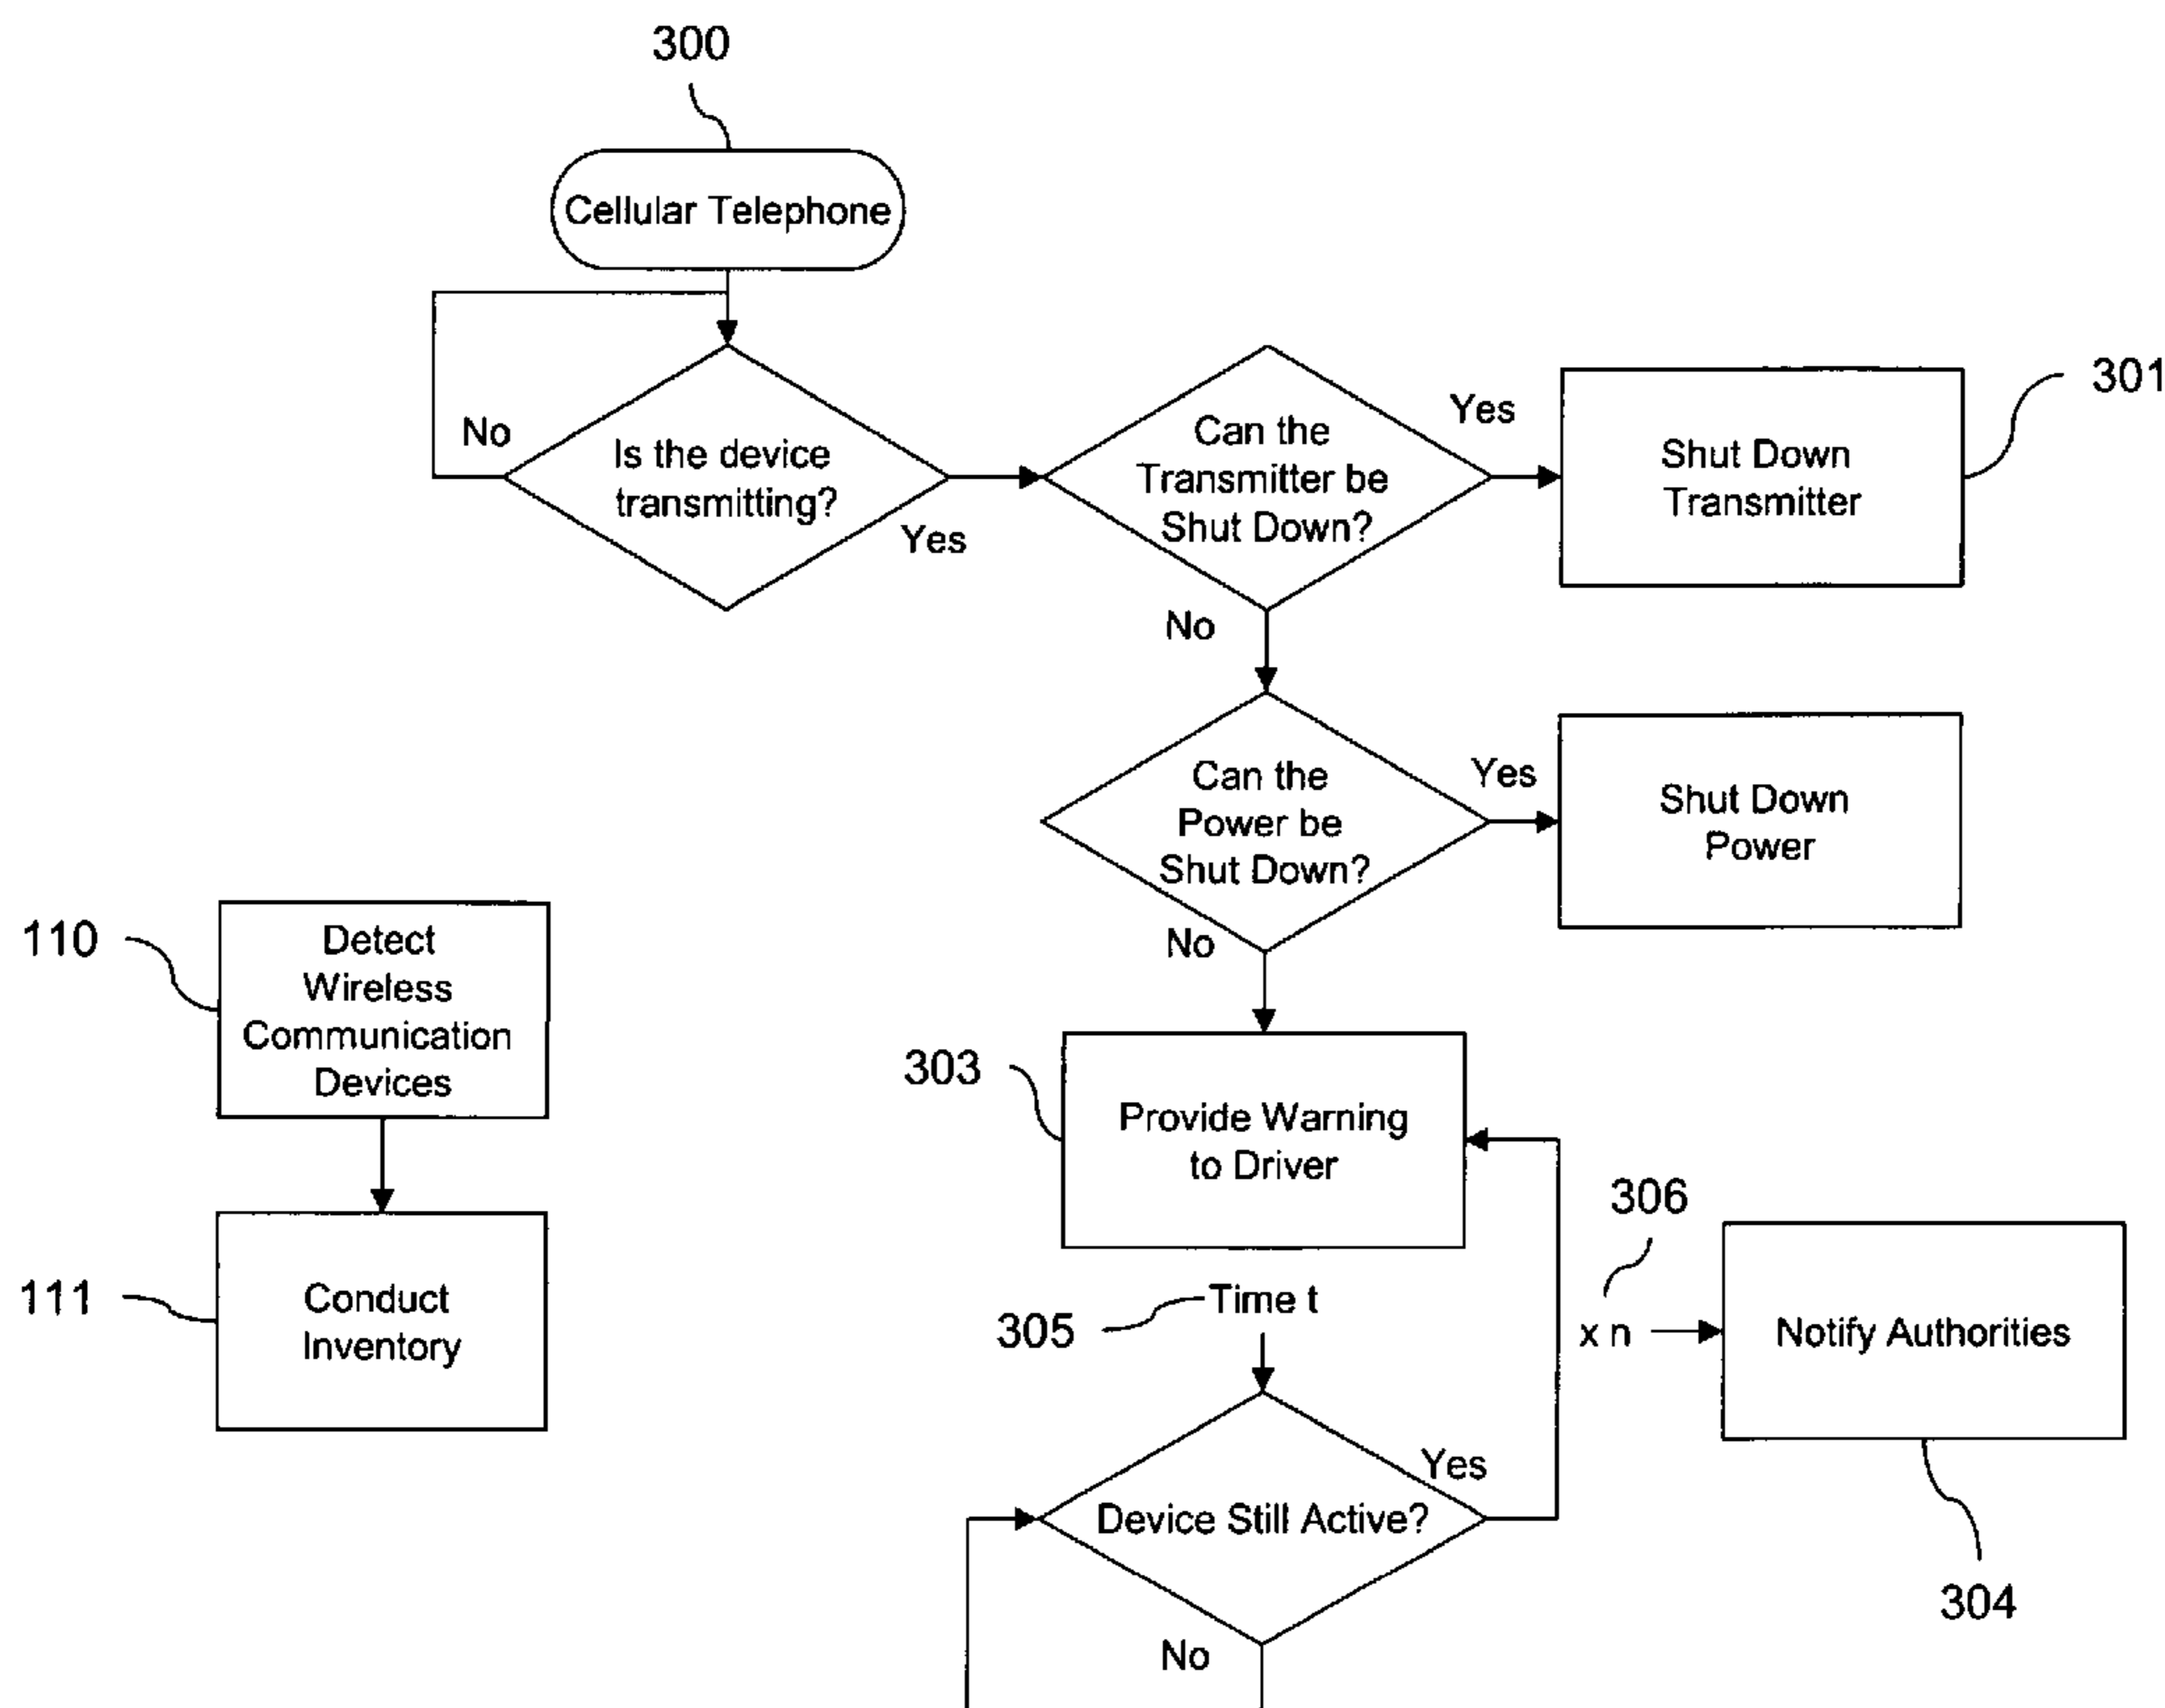 300
Cellular Telephone
No
Is the device
transmitting?
Yes
Can the
Transmitter be
Shut Down?
Yes
Shut Down
Transmitter
301
No
Can the
Power be
Shut Down?
Yes
Shut Down
Power
No
110
Detect
Wireless
Communication
Devices
111
Conduct
Inventory
303
Provide Warning
to Driver
305
Time t
306
x n
Notify Authorities
304
Device Still Active?
Yes
No